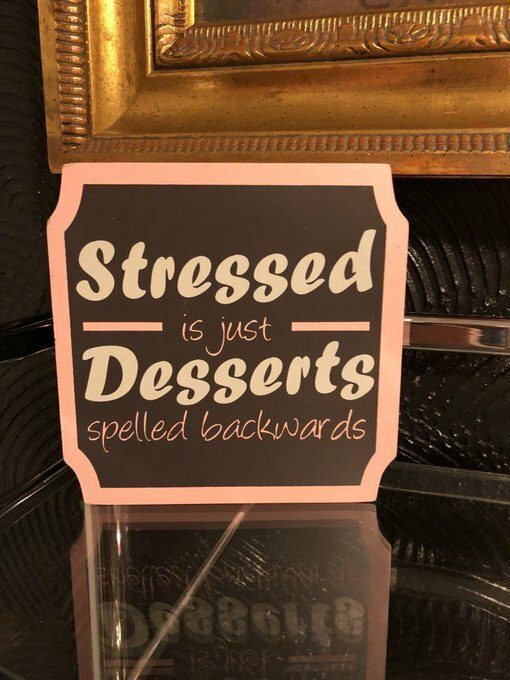 Stressed
is just
Desserts
spelled backwards